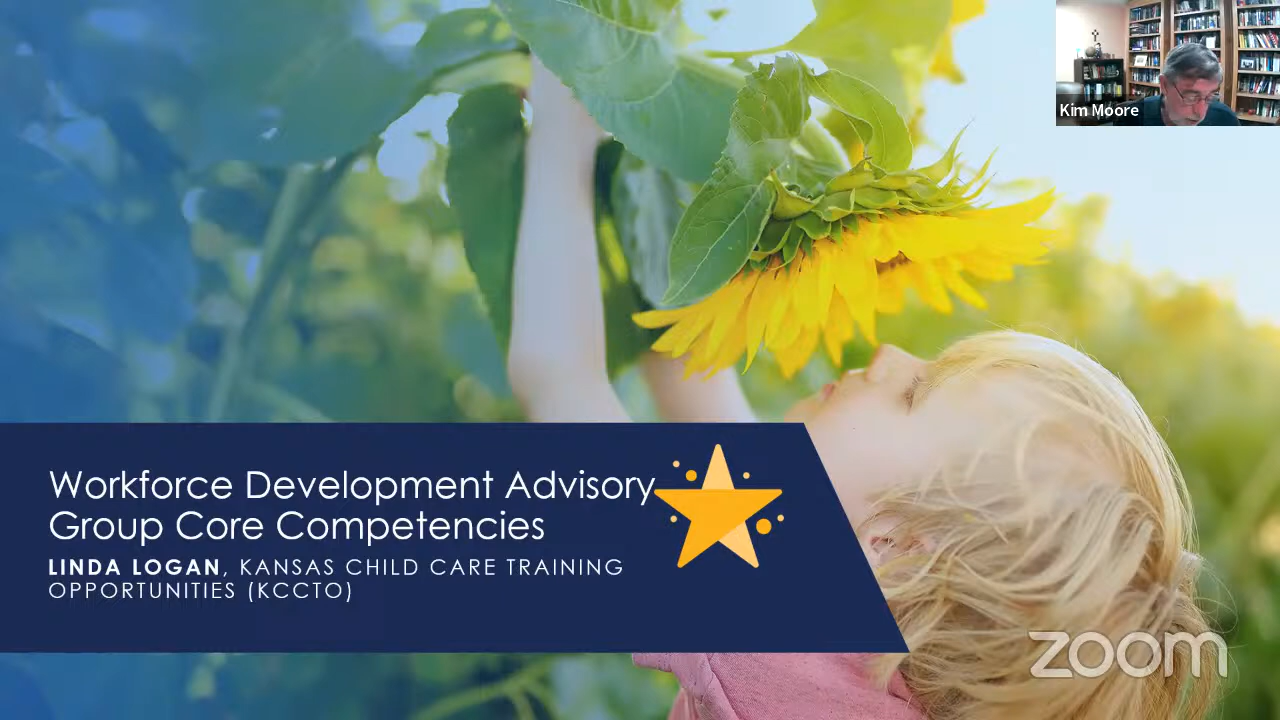 Kim Moore
Workforce Development Advisory
Group Core Competencies
LINDA LOGAN, KANSAS CHILD CARE TRAINING
OPPORTUNITIES (KCCTO)
zoom